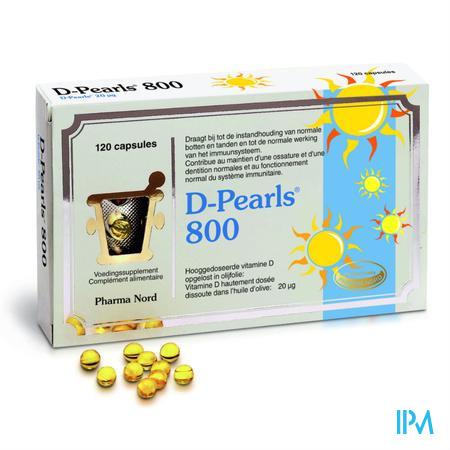 D-Pearls® 800
D-Pearls® 20 µg
120 capsules
120 capsules
Draagt bij tot de instandhouding van normale
botten en tanden en tot de normale werking
van het immuunsysteem.
Contribue au maintien d'une ossature et d'une
dentition normales et au fonctionnement
normal du système immunitaire.
D-Pearls® 800
D-Pearls®
800
Voedingssupplement
Complément alimentaire
Pharma Nord
Hooggedoseerde vitamine D
opgelost in olijfolie:
Vitamine D hautement dosée
dissoute dans l'huile d'olive: 20 µg
IPM